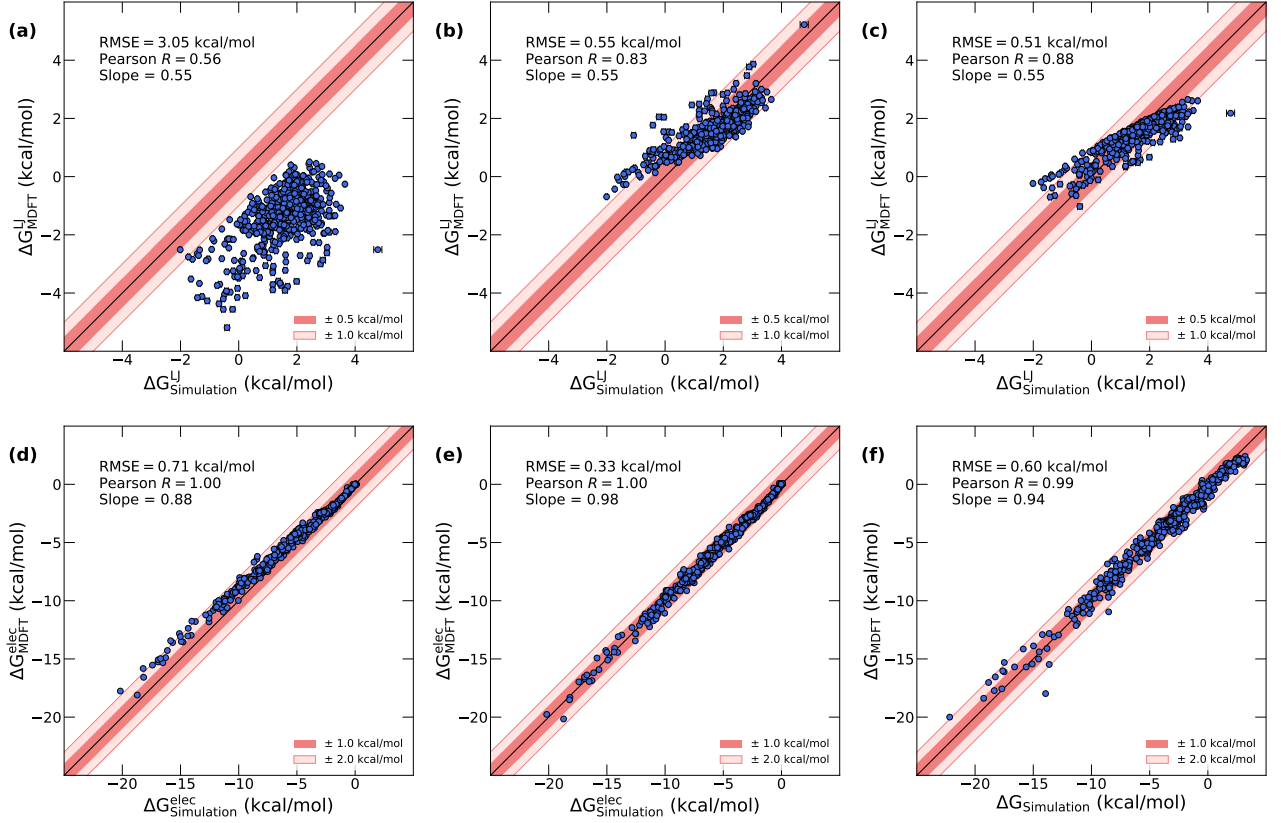 (a)
RMSE = 3.05 kcal/mol
Pearson R = 0.56
Slope = 0.55
ΔG^LJ_MDFT (kcal/mol)
4
2
0
−2
−4
± 0.5 kcal/mol
± 1.0 kcal/mol
−4 −2 0 2 4
ΔG^LJ_Simulation (kcal/mol)
(b)
RMSE = 0.55 kcal/mol
Pearson R = 0.83
Slope = 0.55
ΔG^LJ_MDFT (kcal/mol)
4
2
0
−2
−4
± 0.5 kcal/mol
± 1.0 kcal/mol
−4 −2 0 2 4
ΔG^LJ_Simulation (kcal/mol)
(c)
RMSE = 0.51 kcal/mol
Pearson R = 0.88
Slope = 0.55
ΔG^LJ_MDFT (kcal/mol)
4
2
0
−2
−4
± 0.5 kcal/mol
± 1.0 kcal/mol
−4 −2 0 2 4
ΔG^LJ_Simulation (kcal/mol)
(d)
RMSE = 0.71 kcal/mol
Pearson R = 1.00
Slope = 0.88
ΔG^elec_MDFT (kcal/mol)
0
−5
−10
−15
−20
± 1.0 kcal/mol
± 2.0 kcal/mol
−20 −15 −10 −5 0
ΔG^elec_Simulation (kcal/mol)
(e)
RMSE = 0.33 kcal/mol
Pearson R = 1.00
Slope = 0.98
ΔG^elec_MDFT (kcal/mol)
0
−5
−10
−15
−20
± 1.0 kcal/mol
± 2.0 kcal/mol
−20 −15 −10 −5 0
ΔG^elec_Simulation (kcal/mol)
(f)
RMSE = 0.60 kcal/mol
Pearson R = 0.99
Slope = 0.94
ΔG_MDFT (kcal/mol)
0
−5
−10
−15
−20
± 1.0 kcal/mol
± 2.0 kcal/mol
−20 −15 −10 −5 0
ΔG_Simulation (kcal/mol)